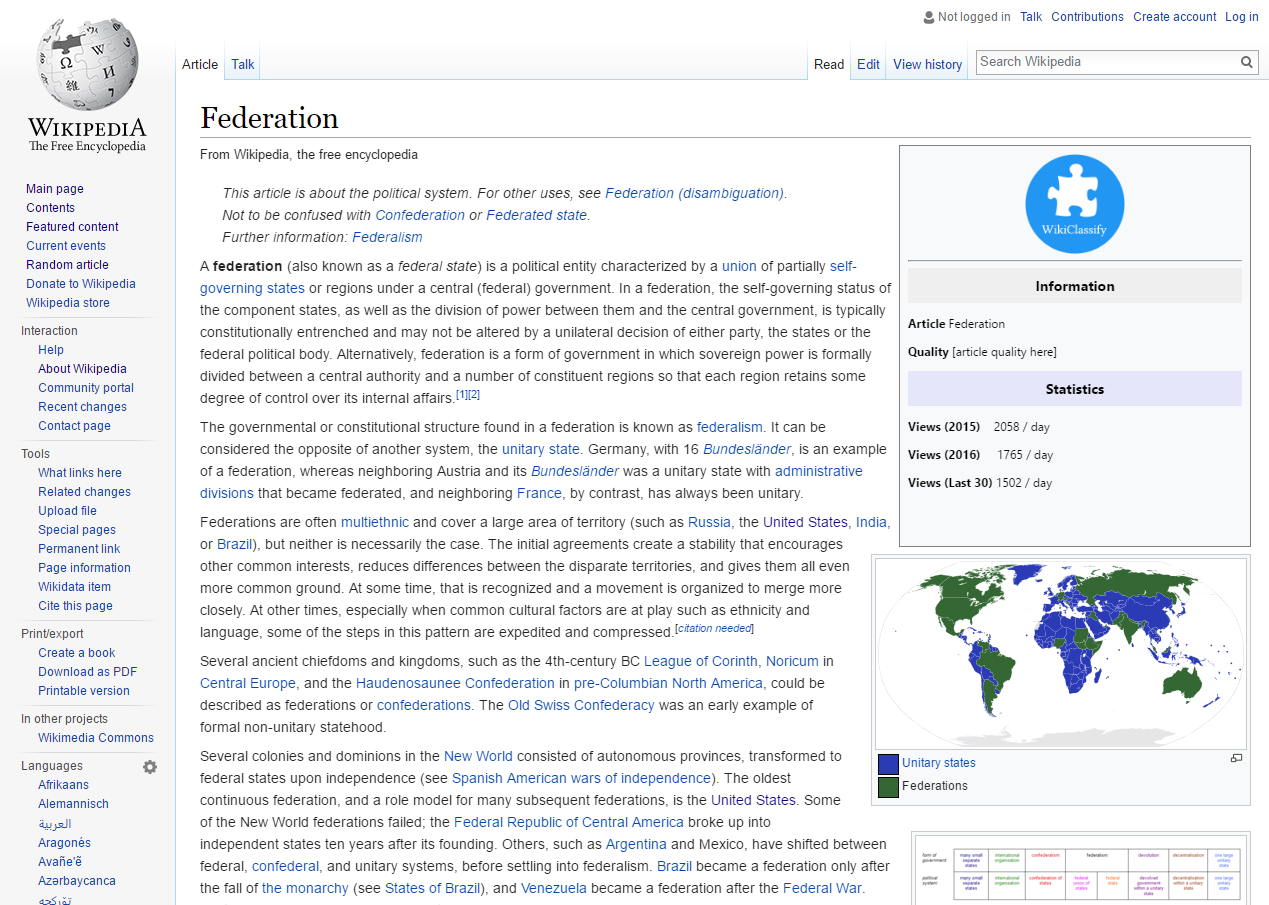 Not logged in Talk Contributions Create account Log in
Article Talk
Read Edit View history Search Wikipedia
WIKIPEDIA
The Free Encyclopedia
Main page
Contents
Featured content
Current events
Random article
Donate to Wikipedia
Wikipedia store
Interaction
Help
About Wikipedia
Community portal
Recent changes
Contact page
Tools
What links here
Related changes
Upload file
Special pages
Permanent link
Page information
Wikidata item
Cite this page
Print/export
Create a book
Download as PDF
Printable version
In other projects
Wikimedia Commons
Languages
Afrikaans
Alemannisch
العربية
Aragonés
Avañe'ẽ
Azərbaycanca
تۆرکجه
Federation
From Wikipedia, the free encyclopedia
This article is about the political system. For other uses, see Federation (disambiguation).
Not to be confused with Confederation or Federated state.
Further information: Federalism
A federation (also known as a federal state) is a political entity characterized by a union of partially self-
governing states or regions under a central (federal) government. In a federation, the self-governing status of
the component states, as well as the division of power between them and the central government, is typically
constitutionally entrenched and may not be altered by a unilateral decision of either party, the states or the
federal political body. Alternatively, federation is a form of government in which sovereign power is formally
divided between a central authority and a number of constituent regions so that each region retains some
degree of control over its internal affairs.[1][2]
The governmental or constitutional structure found in a federation is known as federalism. It can be
considered the opposite of another system, the unitary state. Germany, with 16 Bundesländer, is an example
of a federation, whereas neighboring Austria and its Bundesländer was a unitary state with administrative
divisions that became federated, and neighboring France, by contrast, has always been unitary.
Federations are often multiethnic and cover a large area of territory (such as Russia, the United States, India,
or Brazil), but neither is necessarily the case. The initial agreements create a stability that encourages
other common interests, reduces differences between the disparate territories, and gives them all even
more common ground. At some time, that is recognized and a movement is organized to merge more
closely. At other times, especially when common cultural factors are at play such as ethnicity and
language, some of the steps in this pattern are expedited and compressed.[citation needed]
Several ancient chiefdoms and kingdoms, such as the 4th-century BC League of Corinth, Noricum in
Central Europe, and the Haudenosaunee Confederation in pre-Columbian North America, could be
described as federations or confederations. The Old Swiss Confederacy was an early example of
formal non-unitary statehood.
Several colonies and dominions in the New World consisted of autonomous provinces, transformed to
federal states upon independence (see Spanish American wars of independence). The oldest
continuous federation, and a role model for many subsequent federations, is the United States. Some
of the New World federations failed; the Federal Republic of Central America broke up into
independent states ten years after its founding. Others, such as Argentina and Mexico, have shifted between
federal, confederal, and unitary systems, before settling into federalism. Brazil became a federation only after
the fall of the monarchy (see States of Brazil), and Venezuela became a federation after the Federal War.
WikiClassify
Information
Article Federation
Quality [article quality here]
Statistics
Views (2015) 2058 / day
Views (2016) 1765 / day
Views (Last 30) 1502 / day
Unitary states
Federations
form of government many small separate states international organisation confederalism federalism devolution decentralisation one large unitary state
political system many small separate states international organisation confederation of states federal union of states federal state devolved government within a unitary state decentralisation within a unitary state one large unitary state